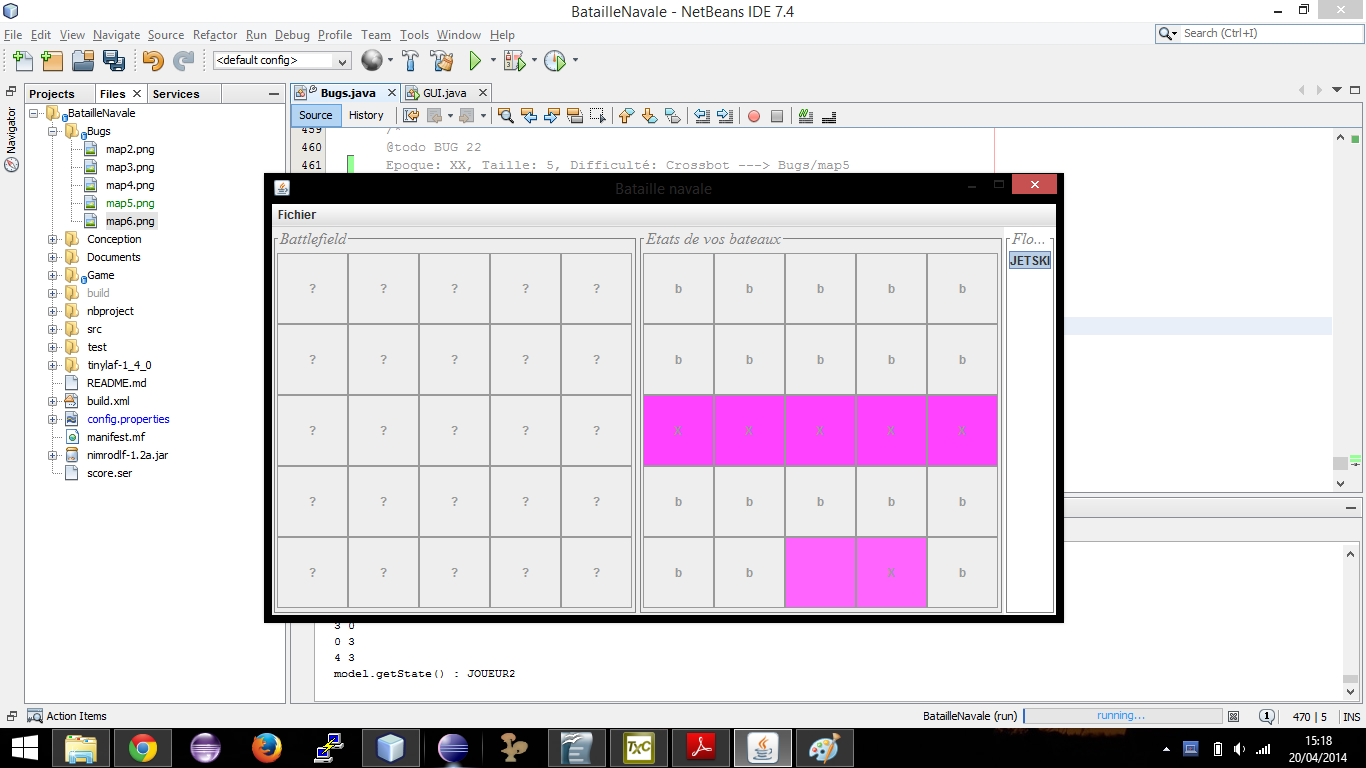 BatailleNavale - NetBeans IDE 7.4
File Edit View Navigate Source Refactor Run Debug Profile Team Tools Window Help
Search (Ctrl+I)
<default config>
Projects Files Services
Navigator
BatailleNavale
Bugs
map2.png
map3.png
map4.png
map5.png
map6.png
Conception
Documents
Game
build
nbproject
src
test
tinylaf-1_4_0
README.md
build.xml
config.properties
manifest.mf
nimrodlf-1.2a.jar
score.ser
Bugs.java GUI.java
Source History
459 /*
460 @todo BUG 22
461 Epoque: XX, Taille: 5, Difficulté: Crossbot ---> Bugs/map5
Bataille navale
Fichier
Battlefield
? ? ? ? ?
? ? ? ? ?
? ? ? ? ?
? ? ? ? ?
? ? ? ? ?
Etats de vos bateaux
b b b b b
b b b b b
X X X X X
b b b b b
b b X b
Flo...
JETSKI
3 0
0 3
4 3
model.getState() : JOUEUR2
Action Items
BatailleNavale (run) running...
1
470 | 5 INS
TXC
15:18
20/04/2014